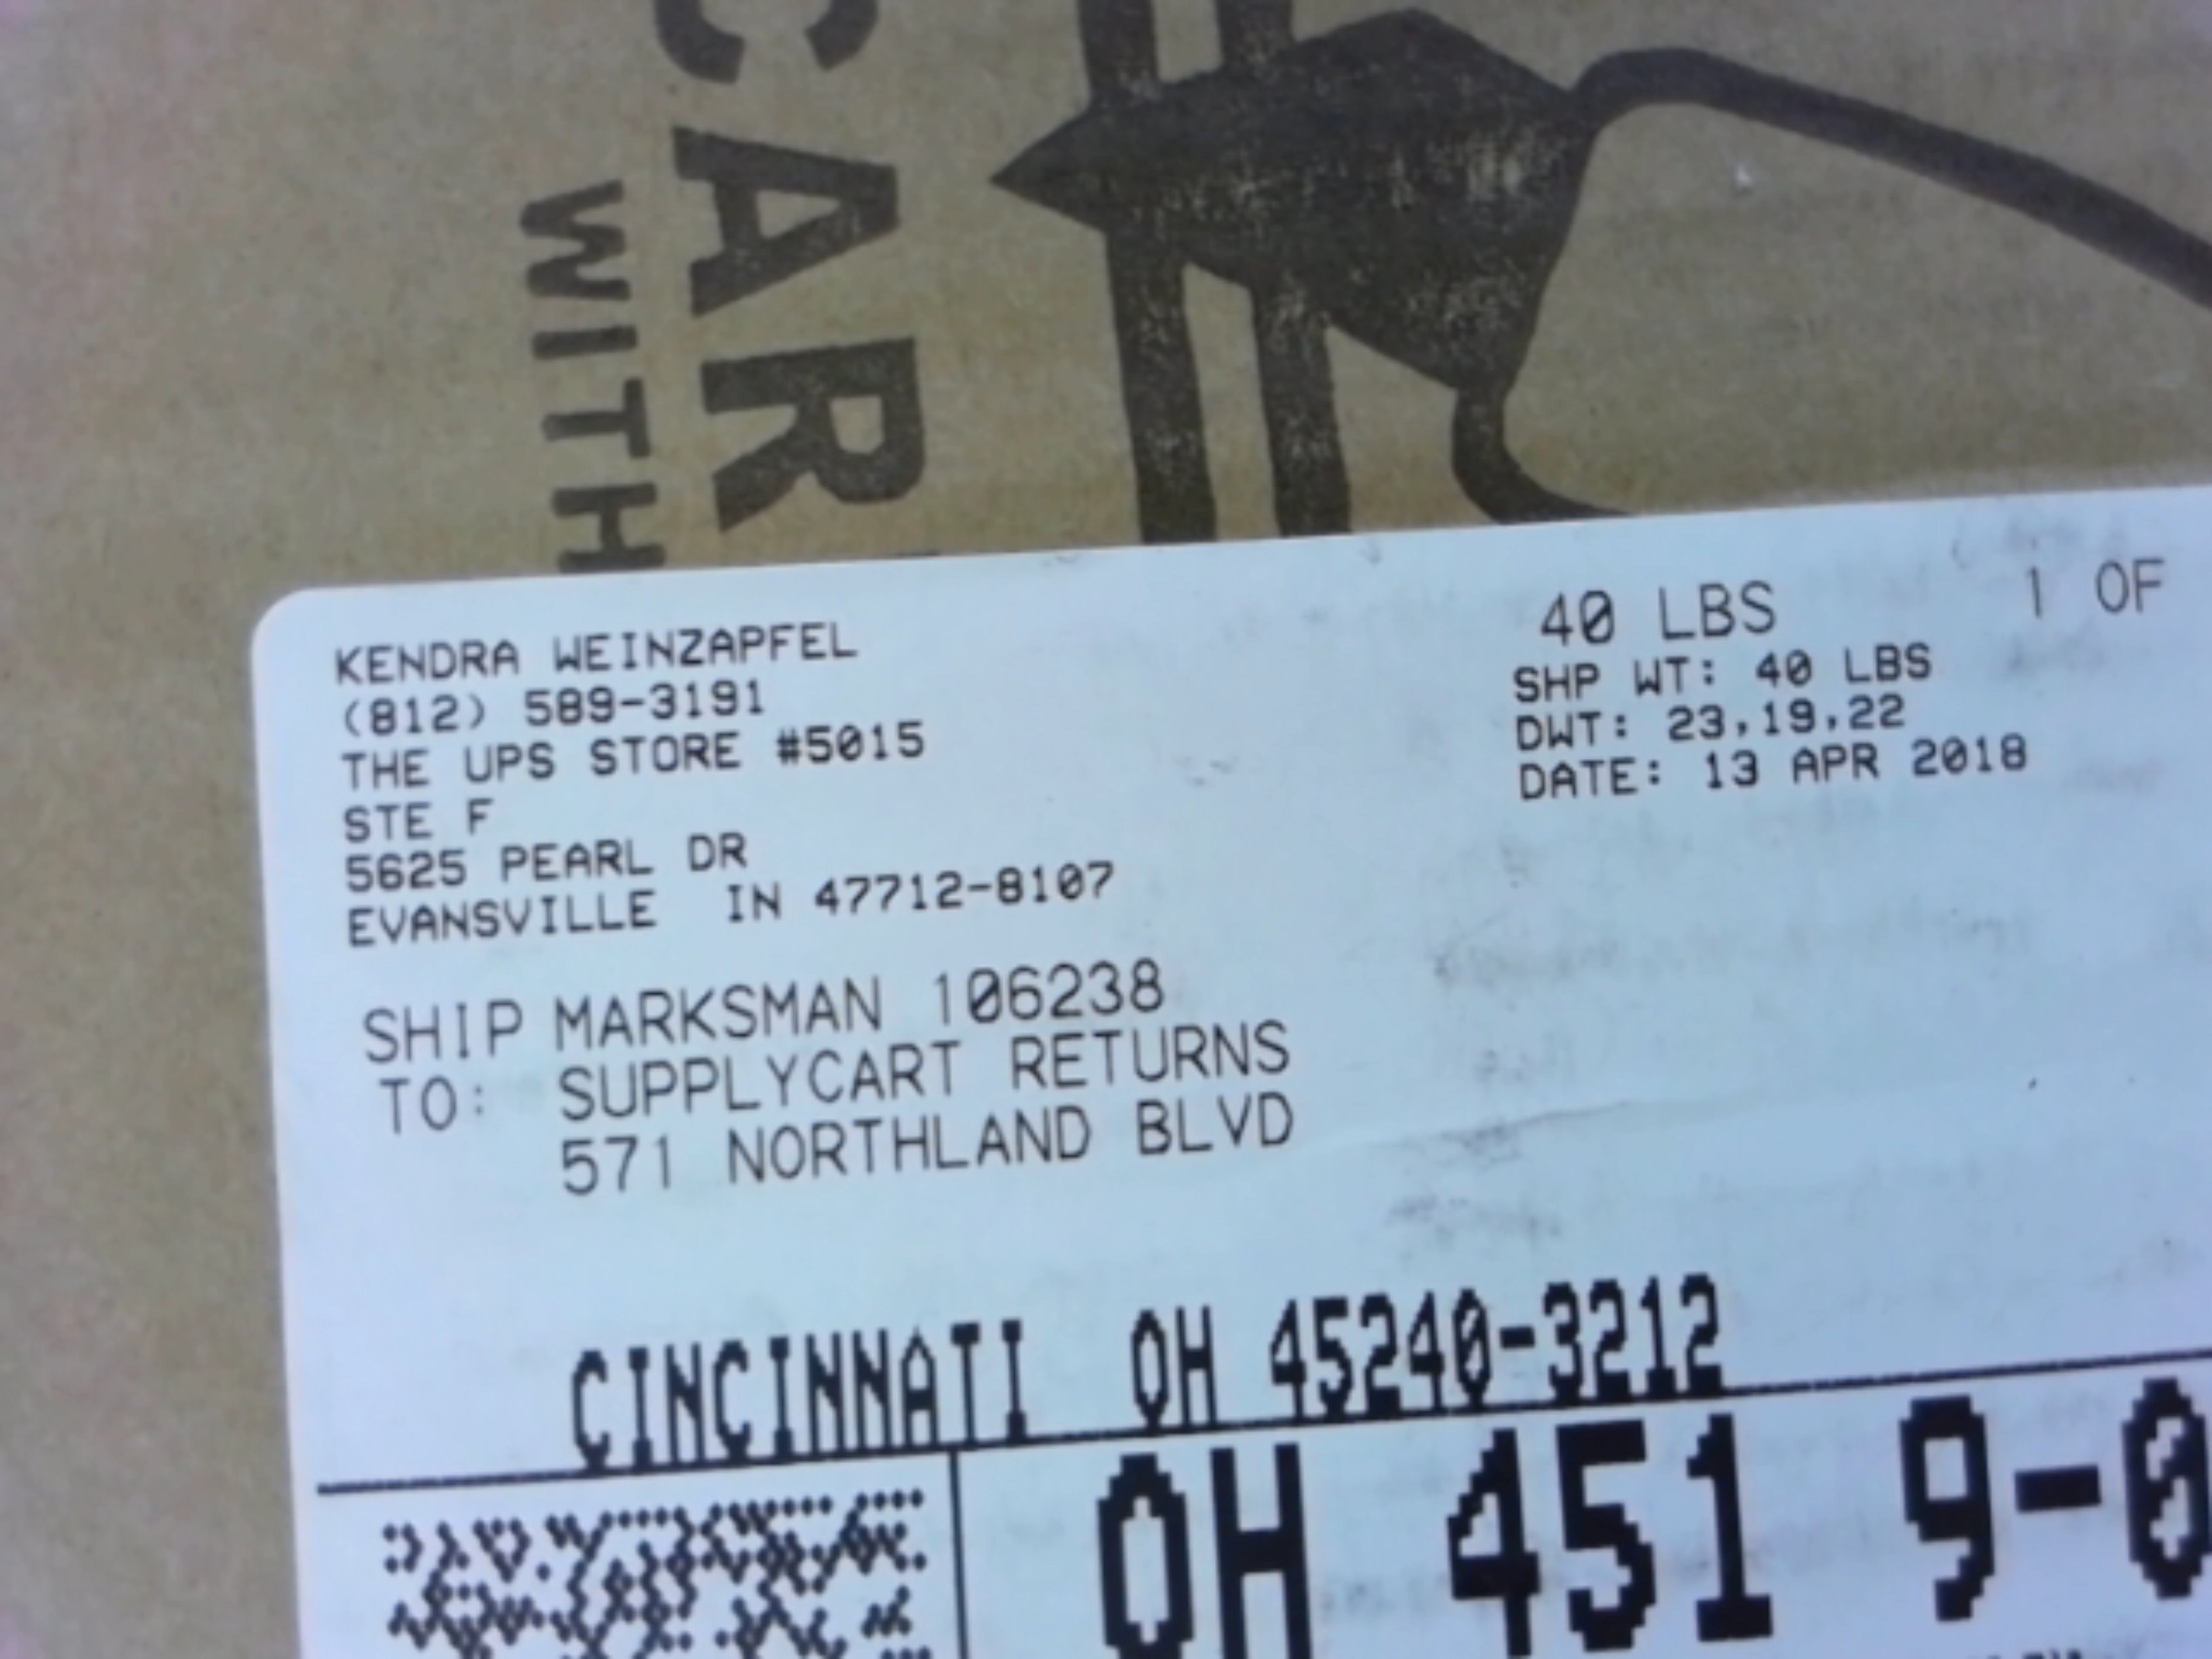 CAR
WITH
KENDRA WEINZAPFEL
(812) 589-3191
THE UPS STORE #5015
STE F
5625 PEARL DR
EVANSVILLE IN 47712-8107
40 LBS 1 OF
SHP WT: 40 LBS
DWT: 23,19,22
DATE: 13 APR 2018
SHIP MARKSMAN 106238
TO: SUPPLYCART RETURNS
571 NORTHLAND BLVD
CINCINNATI OH 45240-3212
OH 451 9-0